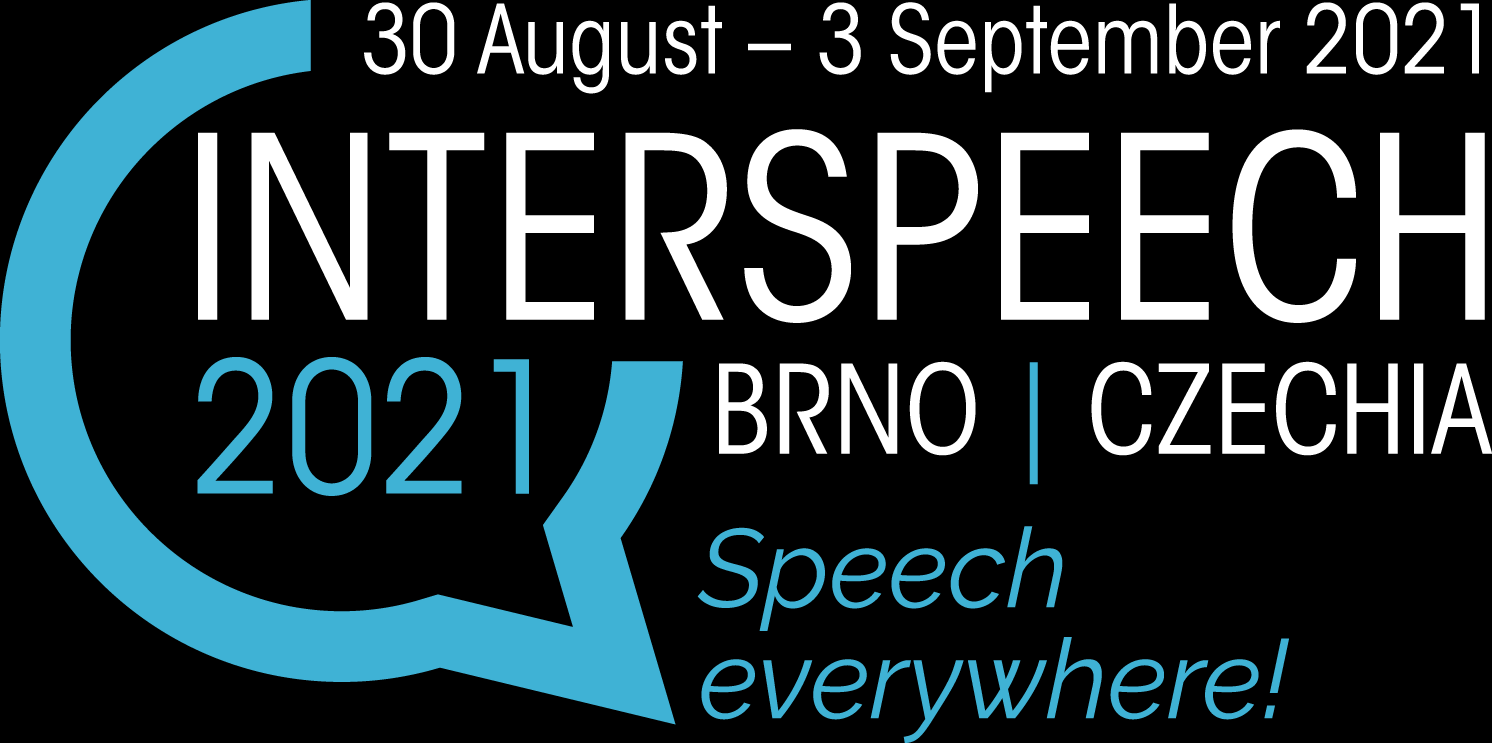 30 August – 3 September 2021
INTERSPEECH
2021 BRNO | CZECHIA
Speech
everywhere!